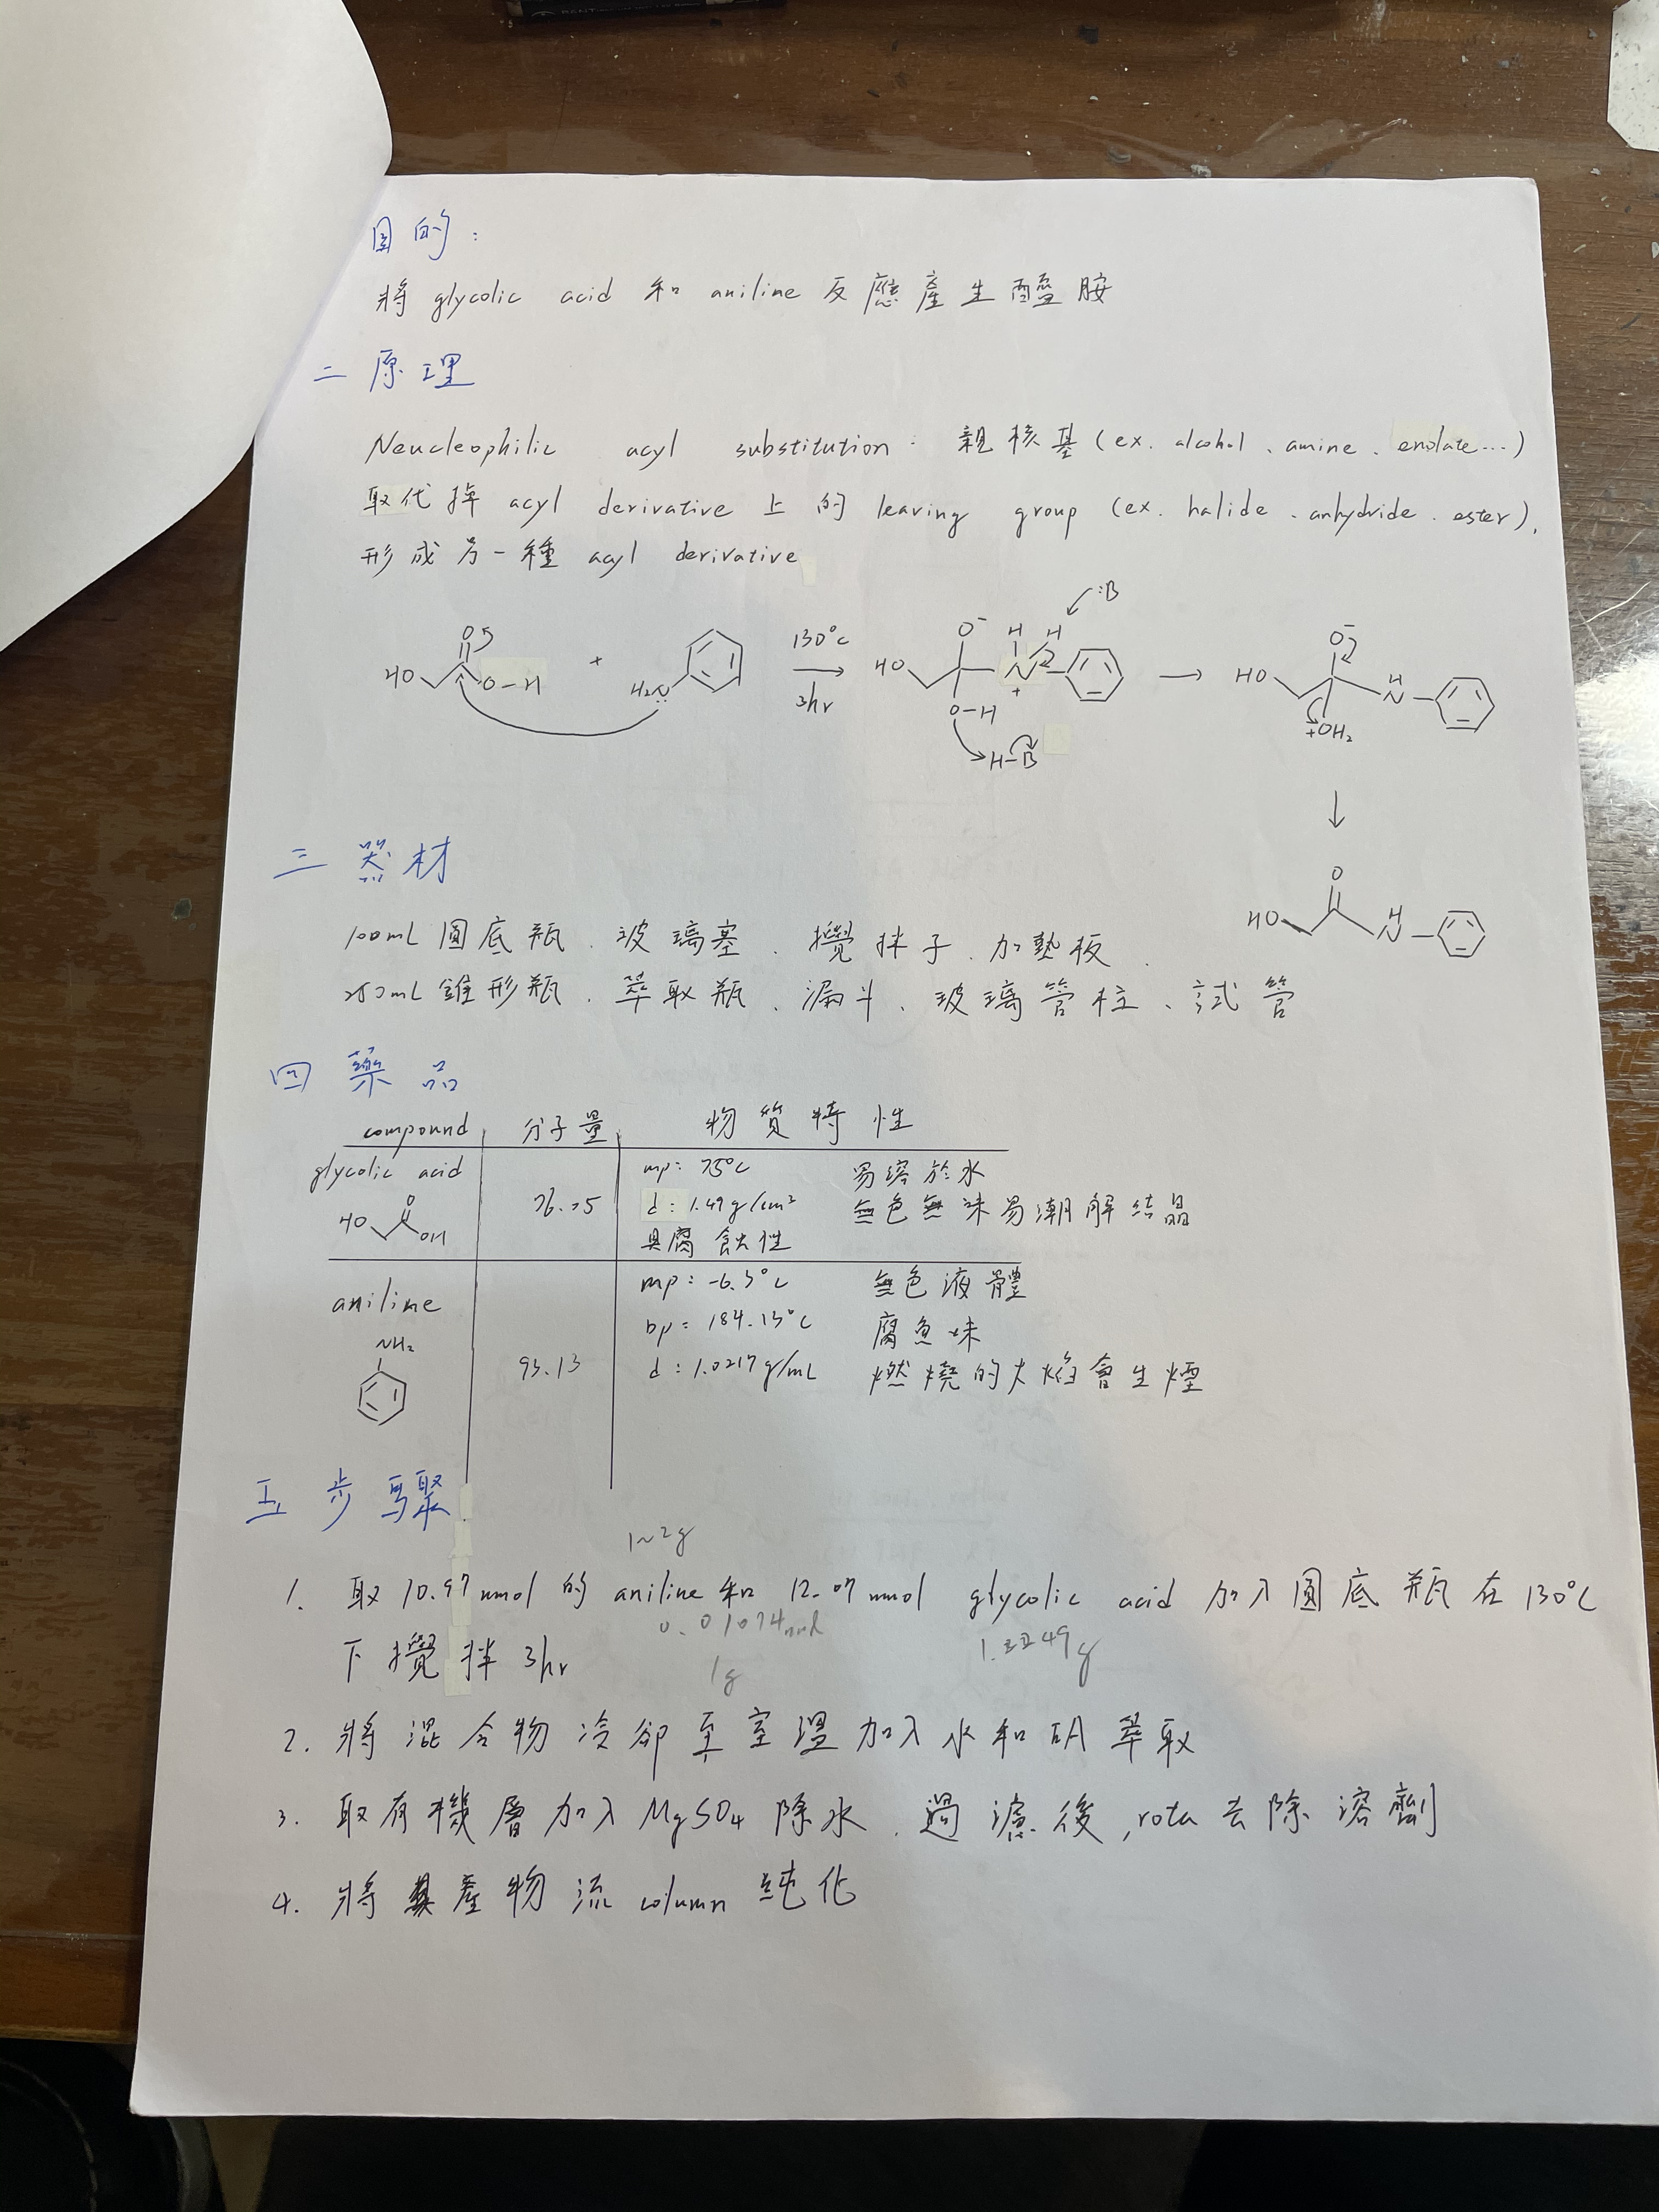 目的：
將 glycolic acid 和 aniline 反應產生醯胺
二 原理
Neucleophilic acyl substitution：親核基 (ex. alcohol、amine、enolate…)
取代掉 acyl derivative 上的 leaving group (ex. halide、anhydride、ester),
形成另一種 acyl derivative
HO O O-H + H₂N: 130°C 3hr O⁻ H H :B HO N + O-H H-B O⁻ HO H N +OH₂
O HO H N
三 器材
100mL 圓底瓶、玻璃塞、攪拌子、加墊板、
250mL 錐形瓶、萃取瓶、漏斗、玻璃管柱、試管
四 藥品
compound 分子量 物質特性
glycolic acid mp: 75°C 易溶於水
HO O OH 76.05 d: 1.49g/cm³ 無色無味易潮解結晶
具腐蝕性
aniline mp: -6.3°C 無色液體
NH₂ bp: 184.13°C 腐魚味
93.13 d: 1.0217g/mL 燃燒的火焰會生煙
五 步驟
1~2g
1. 取 10.97 mmol 的 aniline 和 12.07 mmol glycolic acid 加入圓底瓶在130°C
0.01074mol 1.2249g
下攪拌 3hr
1g
2. 將混合物冷卻至室溫加入水和EA萃取
3. 取有機層加入 MgSO₄ 除水、過濾後, rota 去除溶劑
4. 將產物流 column 純化